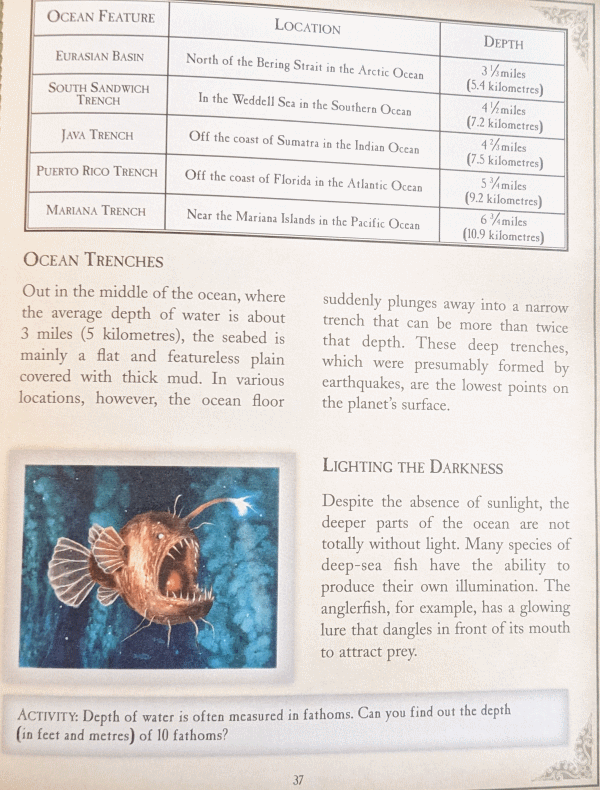 OCEAN FEATURE LOCATION DEPTH
EURASIAN BASIN North of the Bering Strait in the Arctic Ocean 3 ⅓ miles
(5.4 kilometres)
SOUTH SANDWICH
TRENCH In the Weddell Sea in the Southern Ocean 4 ½ miles
(7.2 kilometres)
JAVA TRENCH Off the coast of Sumatra in the Indian Ocean 4 ⅔ miles
(7.5 kilometres)
PUERTO RICO TRENCH Off the coast of Florida in the Atlantic Ocean 5 ¾ miles
(9.2 kilometres)
MARIANA TRENCH Near the Mariana Islands in the Pacific Ocean 6 ¾ miles
(10.9 kilometres)
OCEAN TRENCHES
Out in the middle of the ocean, where
the average depth of water is about
3 miles (5 kilometres), the seabed is
mainly a flat and featureless plain
covered with thick mud. In various
locations, however, the ocean floor
suddenly plunges away into a narrow
trench that can be more than twice
that depth. These deep trenches,
which were presumably formed by
earthquakes, are the lowest points on
the planet's surface.
LIGHTING THE DARKNESS
Despite the absence of sunlight, the
deeper parts of the ocean are not
totally without light. Many species of
deep-sea fish have the ability to
produce their own illumination. The
anglerfish, for example, has a glowing
lure that dangles in front of its mouth
to attract prey.
ACTIVITY: Depth of water is often measured in fathoms. Can you find out the depth
(in feet and metres) of 10 fathoms?
37